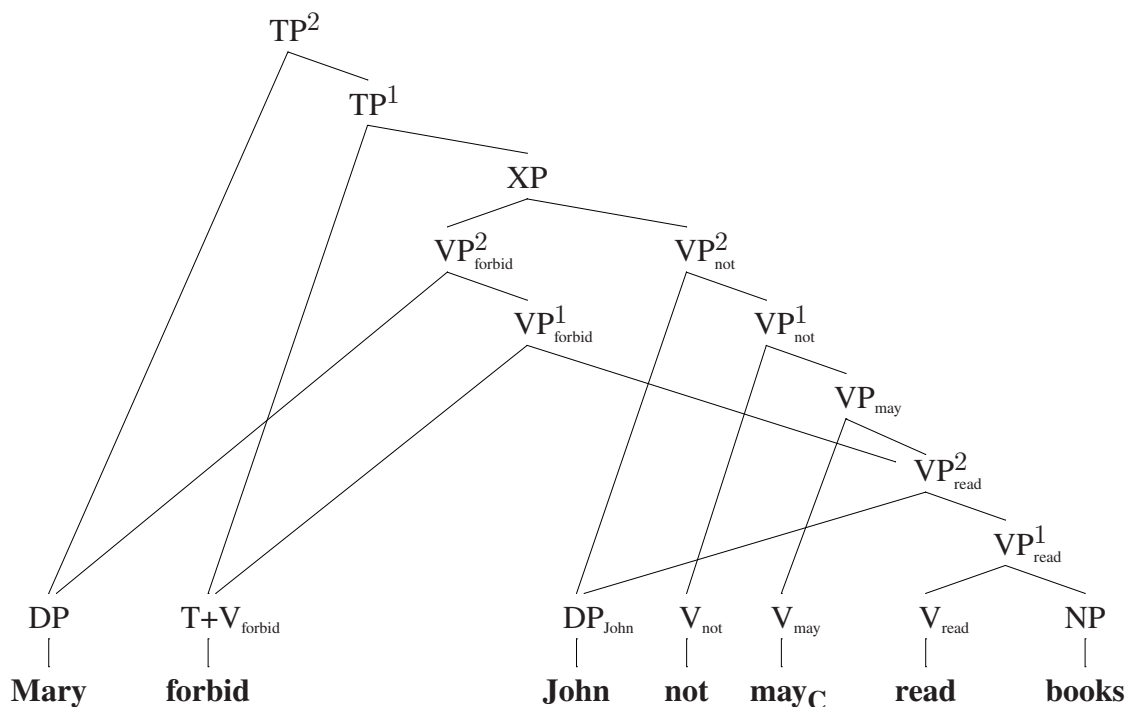 TP2
TP1
XP
VP2forbid VP2not
VP1forbid VP1not
VPmay
VP2read
VP1read
DP T+Vforbid DPJohn Vnot Vmay Vread NP
Mary forbid John not mayC read books